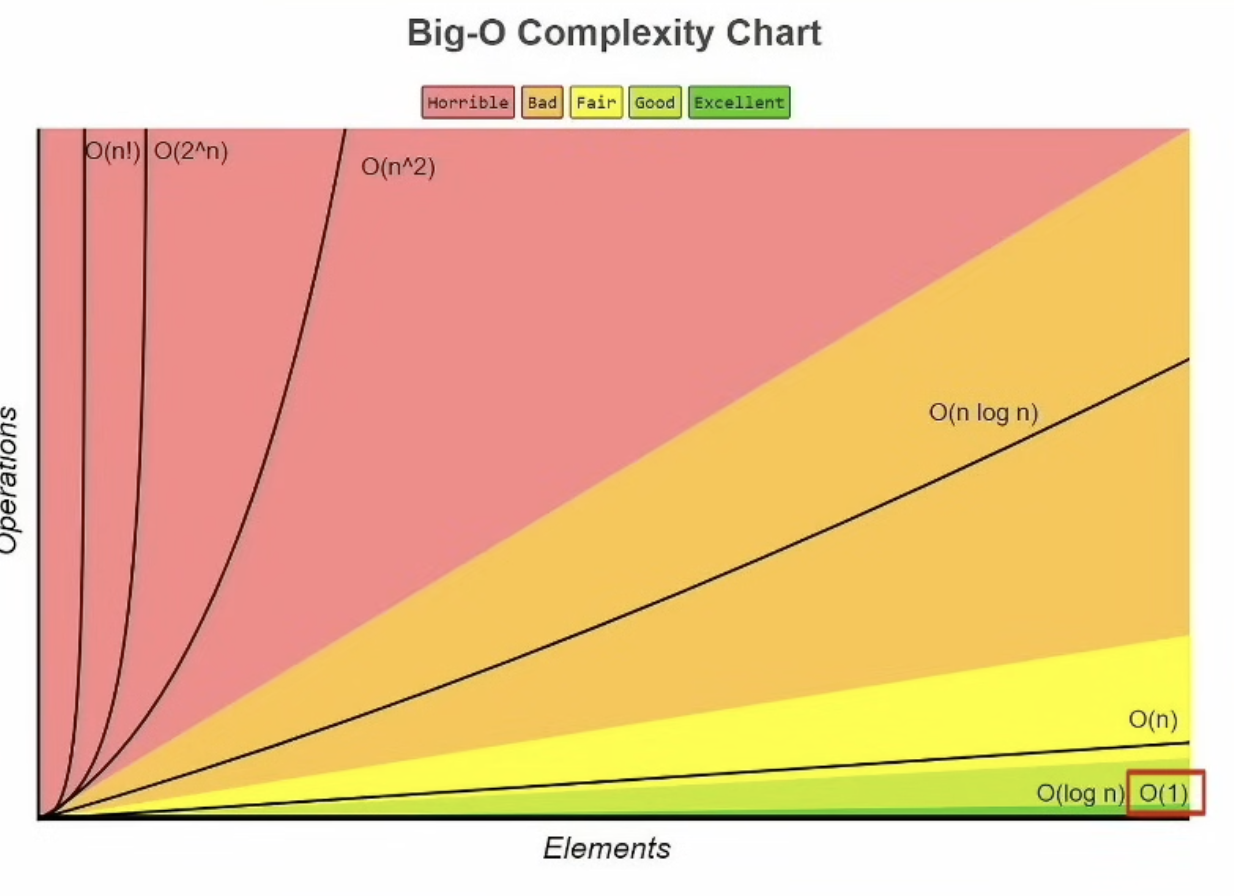 Big-O Complexity Chart
Horrible Bad Fair Good Excellent
O(n!) O(2^n)
O(n^2)
O(n log n)
Operations
O(n)
O(log n) O(1)
Elements